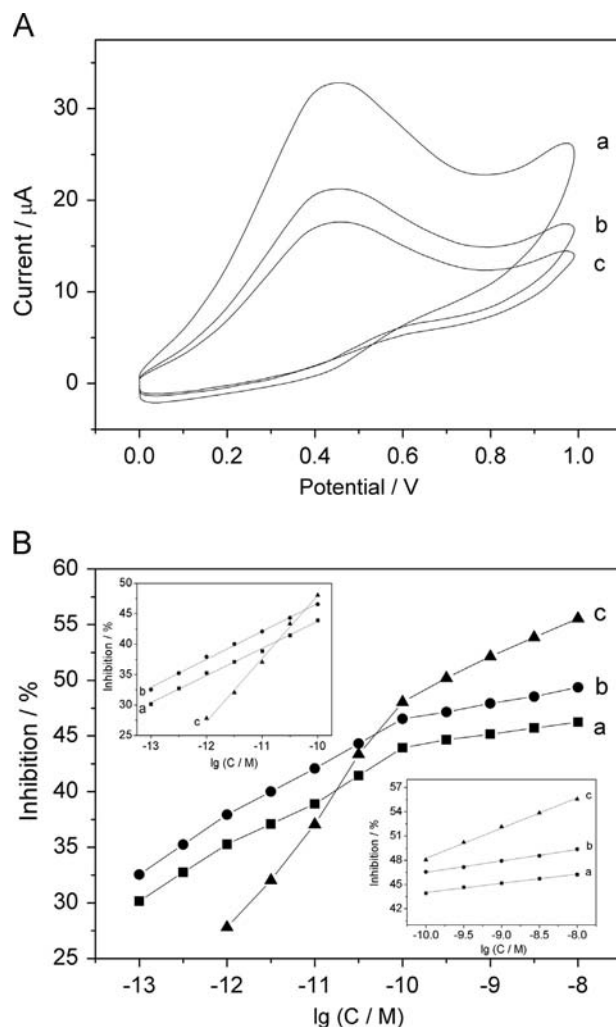 A
30
20
10
0
Current / μA
a
b
c
0.0 0.2 0.4 0.6 0.8 1.0
Potential / V
B
60
55
50
45
40
35
30
25
Inhibition / %
c
b
a
-13 -12 -11 -10 -9 -8
lg (C / M)
50
45
40
35
30
25
Inhibition / %
b
a
c
-13 -12 -11 -10
lg (C / M)
57
54
51
48
45
42
Inhibition / %
c
b
a
-10.0 -9.5 -9.0 -8.5 -8.0
lg (C / M)